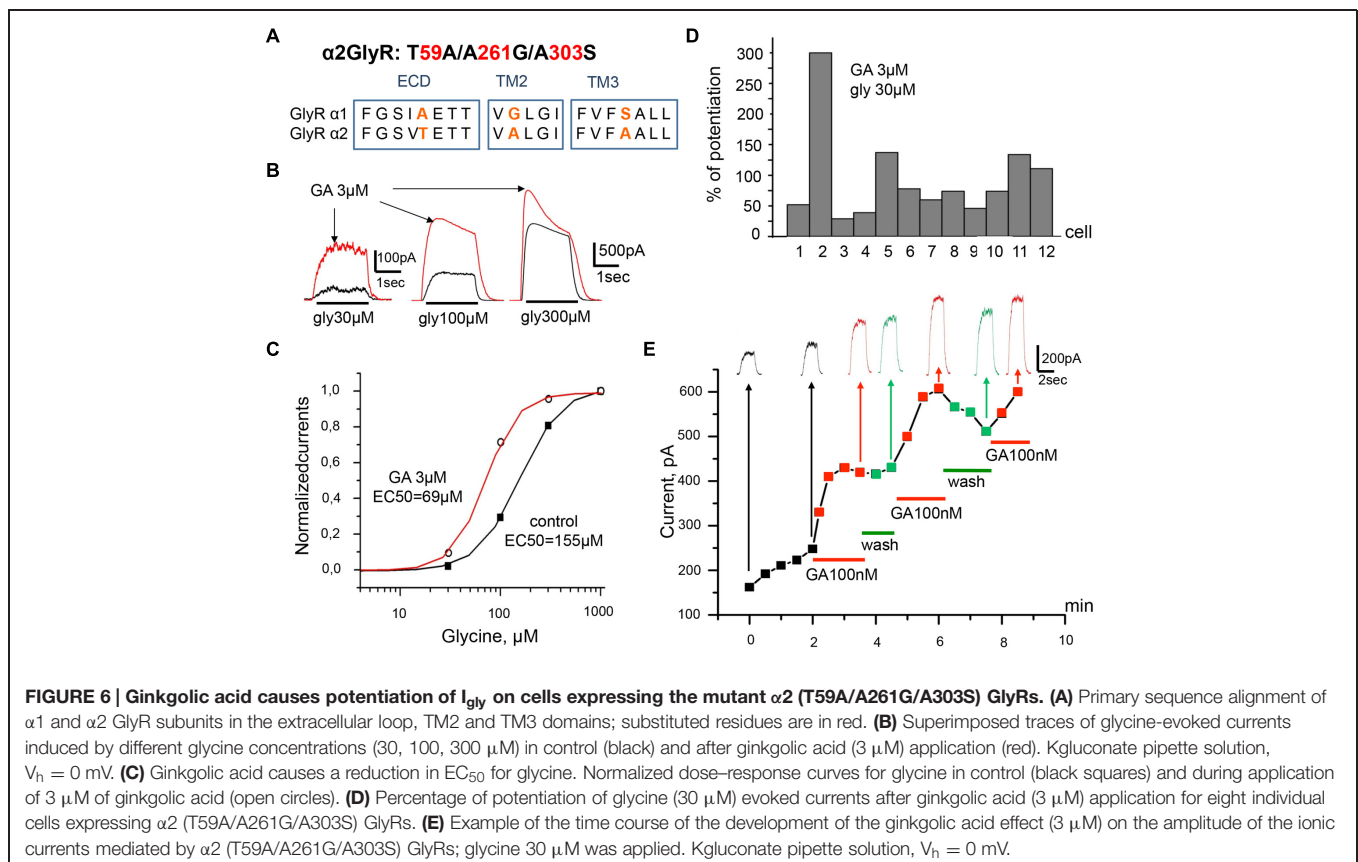 A
α2GlyR: T59A/A261G/A303S
ECD TM2 TM3
GlyR α1 FGSIAETT VGLGI FVFSALL
GlyR α2 FGSVTETT VALGI FVFAALL
B
GA 3µM
100pA
1sec
500pA
1sec
gly30µM gly100µM gly300µM
C
Normalizedcurrents
1,0
0,8
0,6
0,4
0,2
0,0
GA 3µM
EC50=69µM
control
EC50=155µM
10 100 1000
Glycine, µM
D
% of potentiation
300
250
200
150
100
50
0
GA 3µM
gly 30µM
1 2 3 4 5 6 7 8 9 10 11 12
cell
E
200pA
2sec
Current, pA
600
500
400
300
200
100
GA100nM
wash
GA100nM
wash
GA100nM
min
0 2 4 6 8 10
FIGURE 6 | Ginkgolic acid causes potentiation of Igly on cells expressing the mutant α2 (T59A/A261G/A303S) GlyRs. (A) Primary sequence alignment of
α1 and α2 GlyR subunits in the extracellular loop, TM2 and TM3 domains; substituted residues are in red. (B) Superimposed traces of glycine-evoked currents
induced by different glycine concentrations (30, 100, 300 µM) in control (black) and after ginkgolic acid (3 µM) application (red). Kgluconate pipette solution,
Vh = 0 mV. (C) Ginkgolic acid causes a reduction in EC50 for glycine. Normalized dose–response curves for glycine in control (black squares) and during application
of 3 µM of ginkgolic acid (open circles). (D) Percentage of potentiation of glycine (30 µM) evoked currents after ginkgolic acid (3 µM) application for eight individual
cells expressing α2 (T59A/A261G/A303S) GlyRs. (E) Example of the time course of the development of the ginkgolic acid effect (3 µM) on the amplitude of the ionic
currents mediated by α2 (T59A/A261G/A303S) GlyRs; glycine 30 µM was applied. Kgluconate pipette solution, Vh = 0 mV.